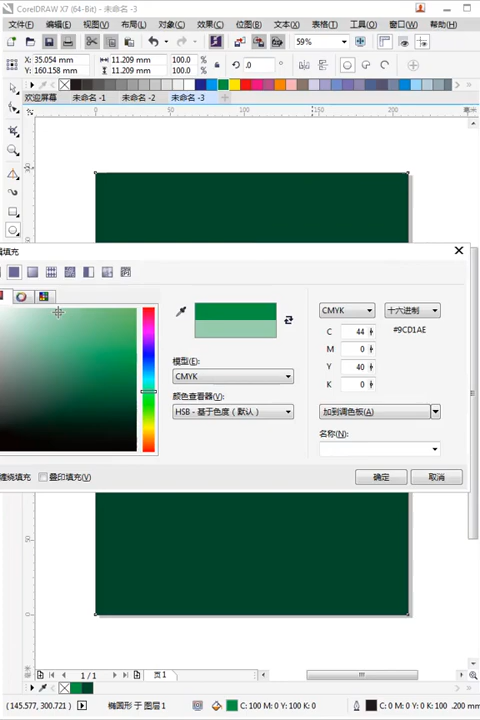 CorelDRAW X7 (64-Bit) - 未命名 -3
文件(F) 编辑(E) 视图(V) 布局(L) 对象(C) 效果(C) 位图(B) 文本(X) 表格(T) 工具(O) 窗口(W) 帮助(H)
59%
X: 35.054 mm 11.209 mm 100.0 % .0 °
Y: 160.158 mm 11.209 mm 100.0 %
欢迎屏幕 未命名 -1 未命名 -2 未命名 -3
0 50 100 150 200
填充
模型(E):
CMYK
颜色查看器(V):
HSB - 基于色度（默认）
CMYK 十六进制
C 44 #9CD1AE
M 0
Y 40
K 0
加到调色板(A)
名称(N):
缠绕填充 叠印填充(V)
确定 取消
50
0
1 / 1 页1
( 145.577, 300.721 ) 椭圆形 于 图层 1 C: 100 M: 0 Y: 100 K: 0 C: 0 M: 0 Y: 0 K: 100 .200 mm